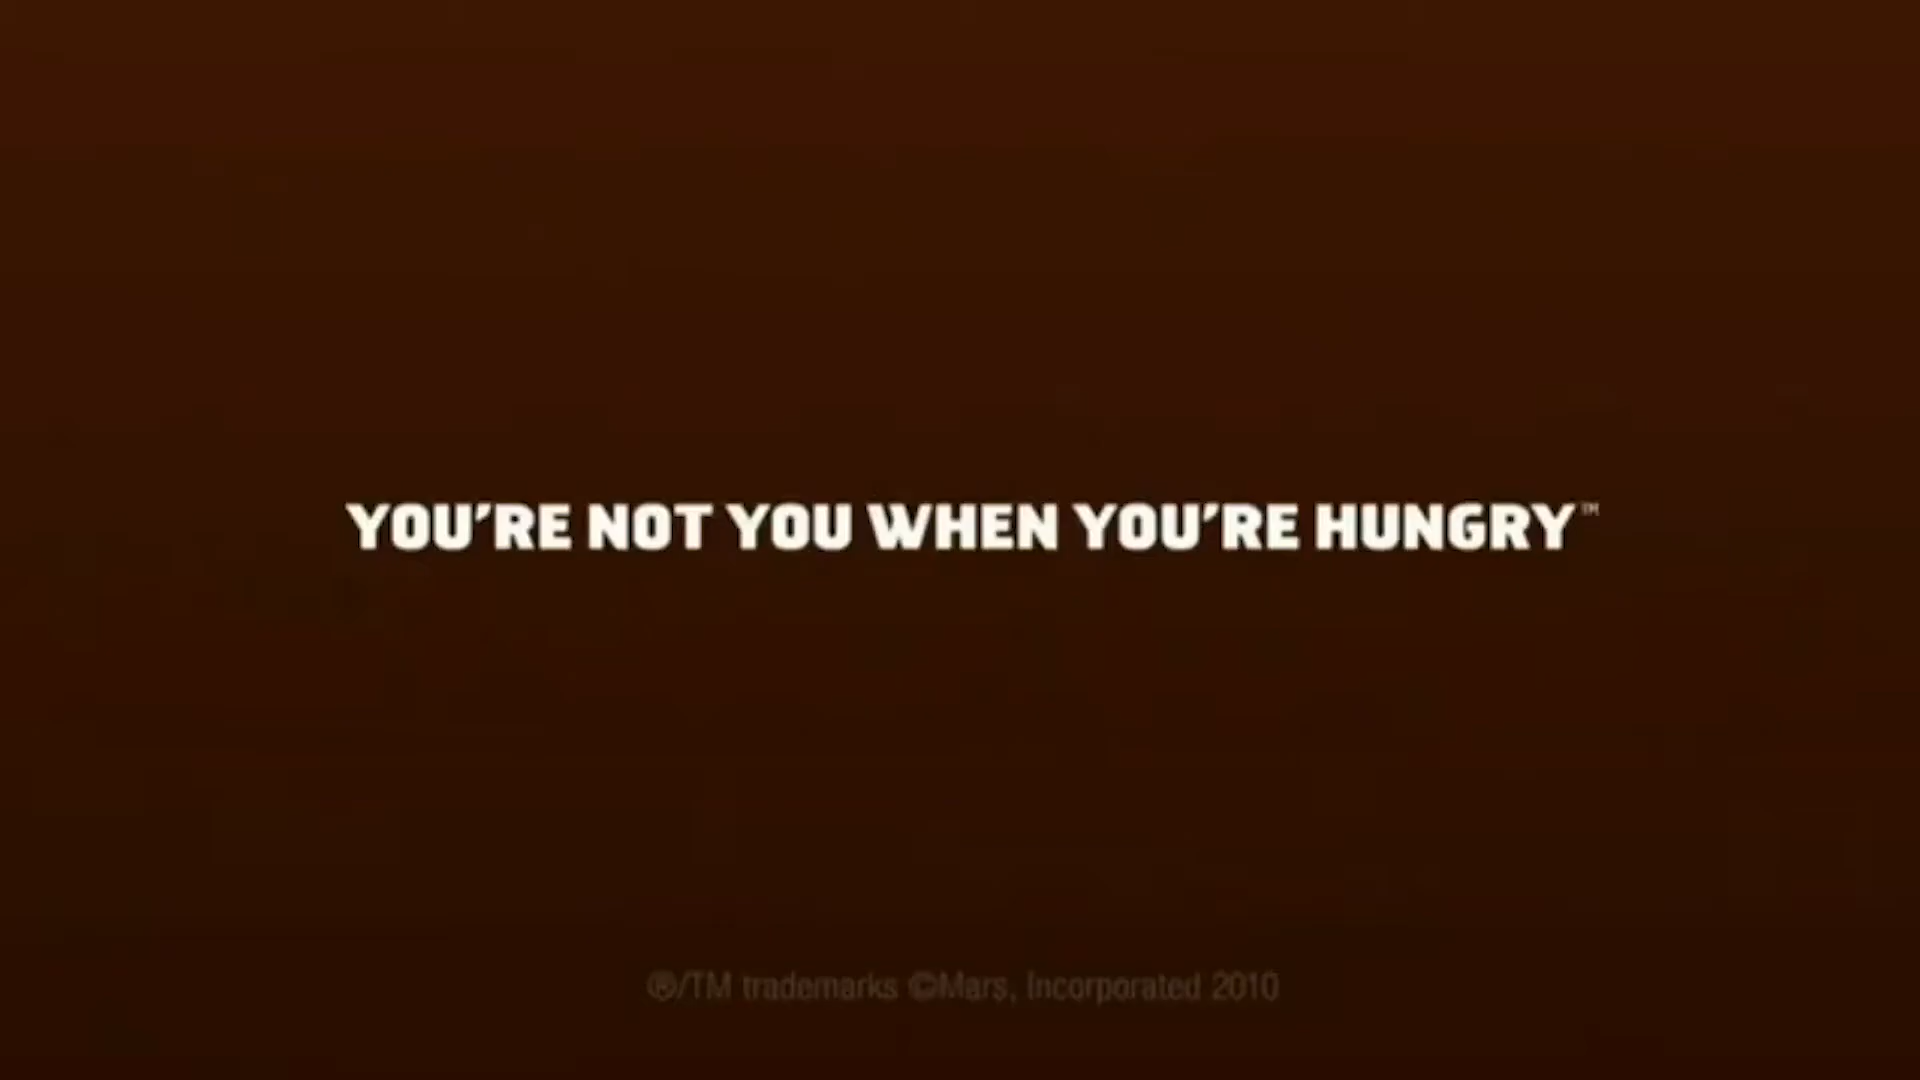 YOU'RE NOT YOU WHEN YOU'RE HUNGRY™
®/TM trademarks ©Mars, Incorporated 2010